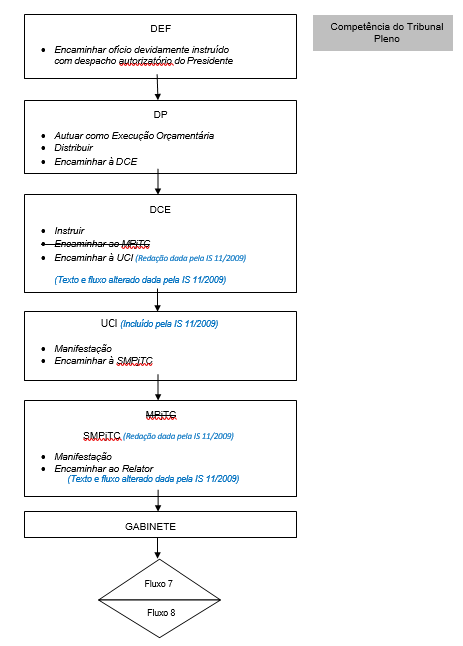 DEF
Competência do Tribunal
Pleno
• Encaminhar ofício devidamente instruído
com despacho autorizatório do Presidente
DP
• Autuar como Execução Orçamentária
• Distribuir
• Encaminhar à DCE
DCE
• Instruir
• Encaminhar ao MPjTC
• Encaminhar à UCI (Redação dada pela IS 11/2009)
(Texto e fluxo alterado dada pela IS 11/2009)
UCI (Incluído pela IS 11/2009)
• Manifestação
• Encaminhar à SMPjTC
MPjTC
SMPjTC (Redação dada pela IS 11/2009)
• Manifestação
• Encaminhar ao Relator
(Texto e fluxo alterado dada pela IS 11/2009)
GABINETE
Fluxo 7
Fluxo 8